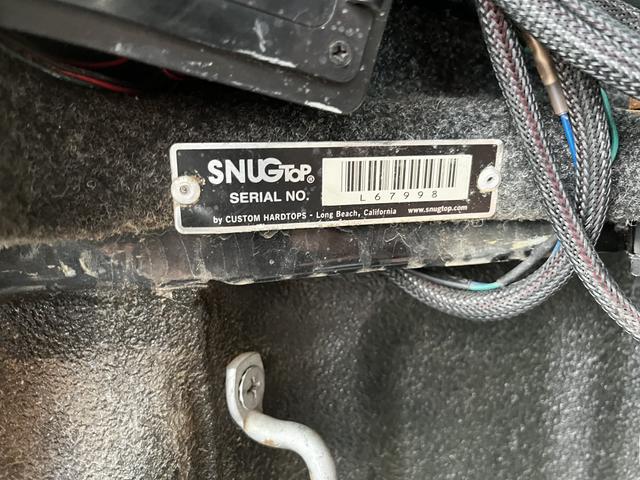 SNUGTOP®
SERIAL NO.
L67998
by CUSTOM HARDTOPS - Long Beach, California www.snugtop.com